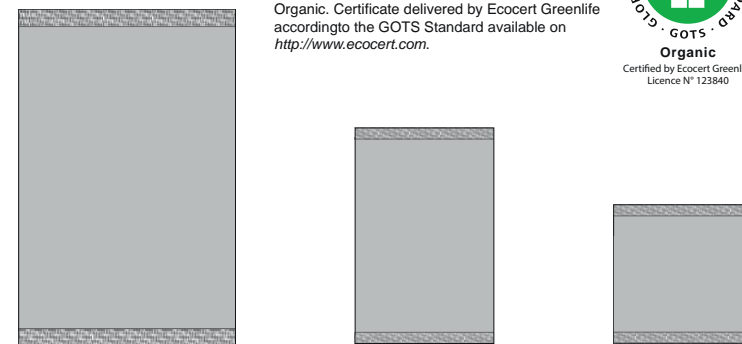 Organic. Certificate delivered by Ecocert Greenlife
accordingto the GOTS Standard available on
http://www.ecocert.com.
· GOTS ·
Organic
Certified by Ecocert Greenl
Licence N° 123840